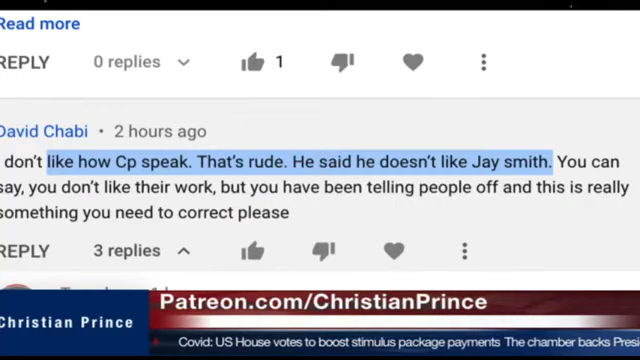 Read more
REPLY 0 replies 1
David Chabi • 2 hours ago
don't like how Cp speak. That's rude. He said he doesn't like Jay smith. You can
say, you don't like their work, but you have been telling people off and this is really
something you need to correct please
REPLY 3 replies
Patreon.com/ChristianPrince
Christian Prince
Covid: US House votes to boost stimulus package payments The chamber backs Presi